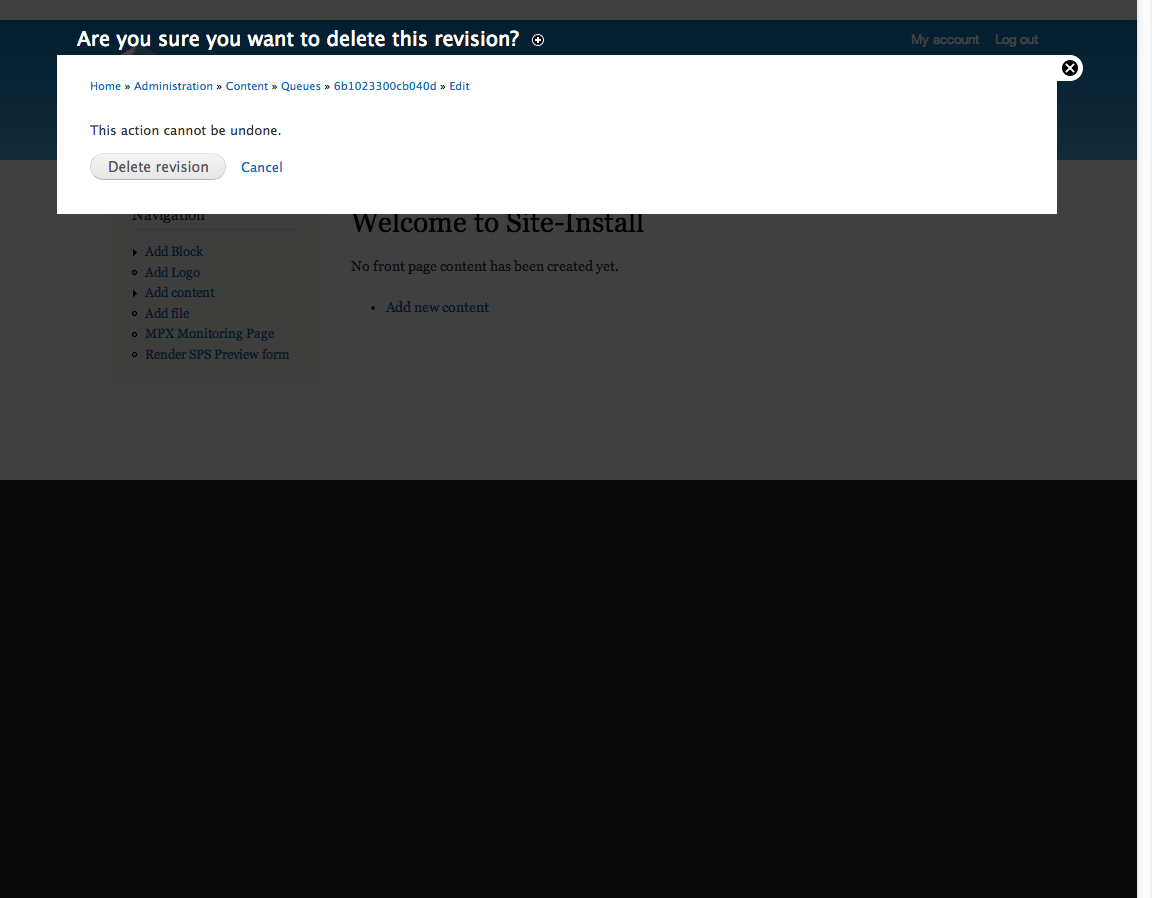 Are you sure you want to delete this revision?
My account Log out
Home » Administration » Content » Queues » 6b1023300cb040d » Edit
This action cannot be undone.
Delete revision Cancel
Navigation
Add Block
Add Logo
Add content
Add file
MPX Monitoring Page
Render SPS Preview form
Welcome to Site-Install
No front page content has been created yet.
Add new content